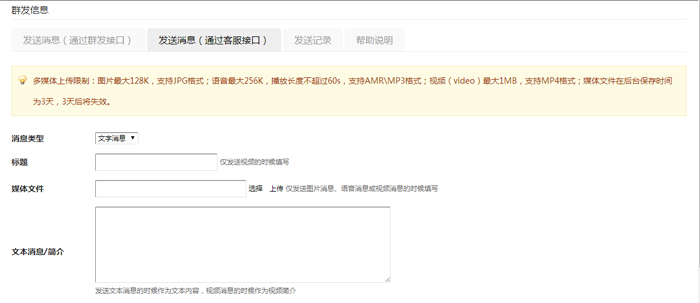 群发信息
发送消息（通过群发接口） 发送消息（通过客服接口） 发送记录 帮助说明
多媒体上传限制：图片最大128K，支持JPG格式；语音最大256K，播放长度不超过60s，支持AMR\MP3格式；视频（video）最大1MB，支持MP4格式；媒体文件在后台保存时间
为3天，3天后将失效。
消息类型 文字消息
标题 仅发送视频的时候填写
媒体文件 选择 上传 仅发送图片消息、语音消息或视频消息的时候填写
文本消息/简介
发送文本消息的时候作为文本内容，视频消息的时候作为视频简介